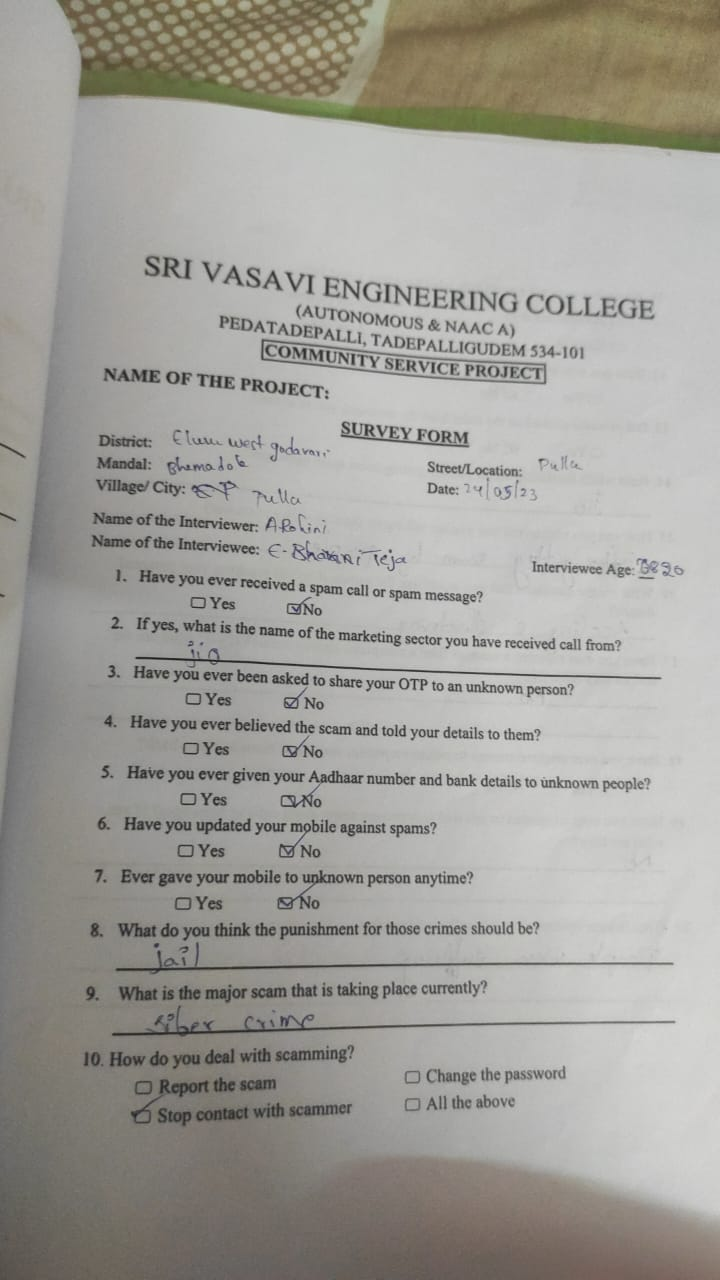 SRI VASAVI ENGINEERING COLLEGE
(AUTONOMOUS & NAAC A)
PEDATADEPALLI, TADEPALLIGUDEM 534-101
COMMUNITY SERVICE PROJECT
NAME OF THE PROJECT:
SURVEY FORM
District: Eluru west godavari
Mandal: Bhemadole Street/Location: Pulla
Village/ City: Pulla Date: 24/05/23
Name of the Interviewer: A Rohini
Name of the Interviewee: E-Bhavani Teja Interviewee Age: 20
1. Have you ever received a spam call or spam message?
☐ Yes ☑ No
2. If yes, what is the name of the marketing sector you have received call from?
jio
3. Have you ever been asked to share your OTP to an unknown person?
☐ Yes ☑ No
4. Have you ever believed the scam and told your details to them?
☐ Yes ☑ No
5. Have you ever given your Aadhaar number and bank details to unknown people?
☐ Yes ☑ No
6. Have you updated your mobile against spams?
☐ Yes ☑ No
7. Ever gave your mobile to unknown person anytime?
☐ Yes ☑ No
8. What do you think the punishment for those crimes should be?
jail
9. What is the major scam that is taking place currently?
siber crime
10. How do you deal with scamming?
☐ Report the scam ☐ Change the password
☑ Stop contact with scammer ☐ All the above